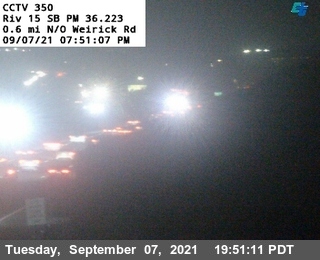 CCTV 350
Riv 15 SB PM 36.223
0.6 mi N/O Weirick Rd
09/07/21 07:51:07 PM
Tuesday, September 07, 2021 19:51:11 PDT